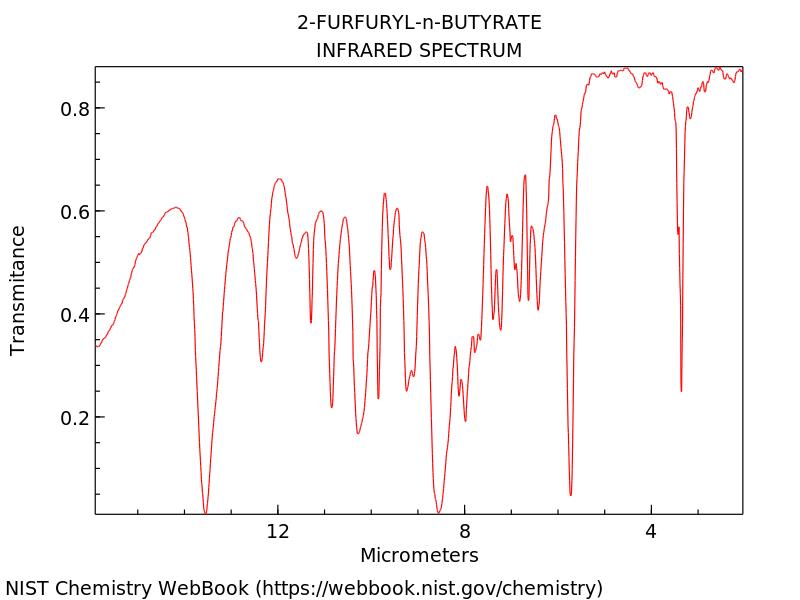 2-FURFURYL-n-BUTYRATE
INFRARED SPECTRUM
0.8
0.6
0.4
0.2
Transmitance
12 8 4
Micrometers
NIST Chemistry WebBook (https://webbook.nist.gov/chemistry)